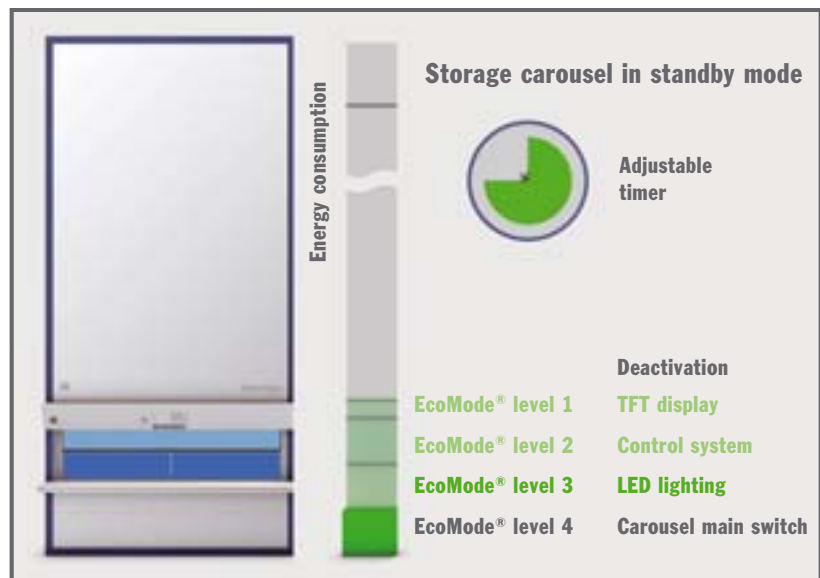 Storage carousel in standby mode
Energy consumption
Adjustable
timer
Deactivation
EcoMode® level 1 TFT display
EcoMode® level 2 Control system
EcoMode® level 3 LED lighting
EcoMode® level 4 Carousel main switch